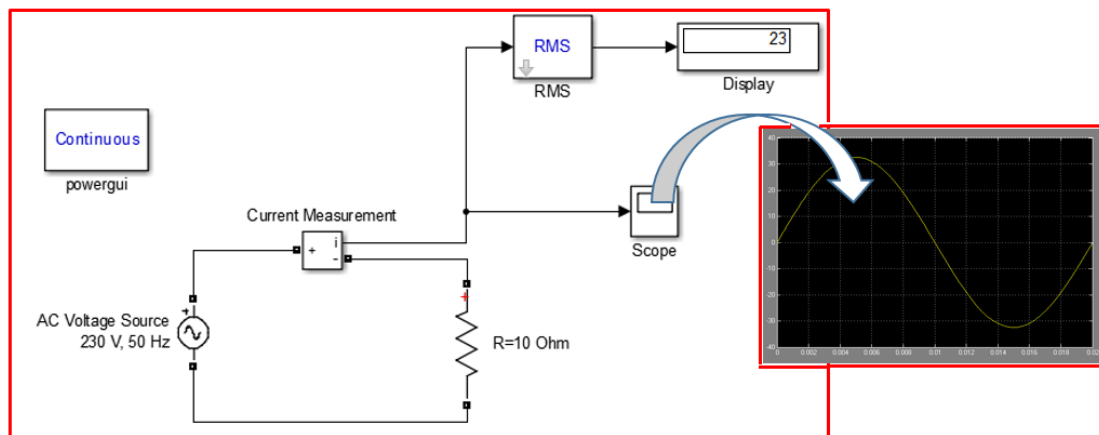 RMS
RMS
23
Display
Continuous
powergui
Current Measurement
+
i
-
Scope
AC Voltage Source
230 V, 50 Hz
+
+
R=10 Ohm
40
30
20
10
0
-10
-20
-30
-40
0 0.002 0.004 0.006 0.008 0.01 0.012 0.014 0.016 0.018 0.02